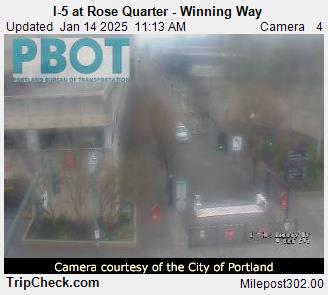 I-5 at Rose Quarter - Winning Way
Updated Jan 14 2025 11:13 AM Camera 4
PBOT
PORTLAND BUREAU OF TRANSPORTATION
Camera courtesy of the City of Portland
TripCheck.com Milepost302.00